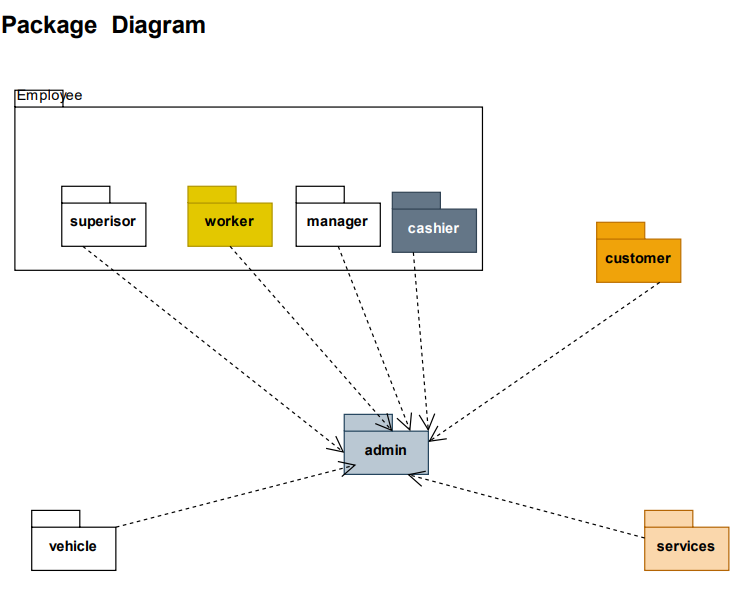 Package Diagram
Employee
superisor
worker
manager
cashier
customer
admin
vehicle
services